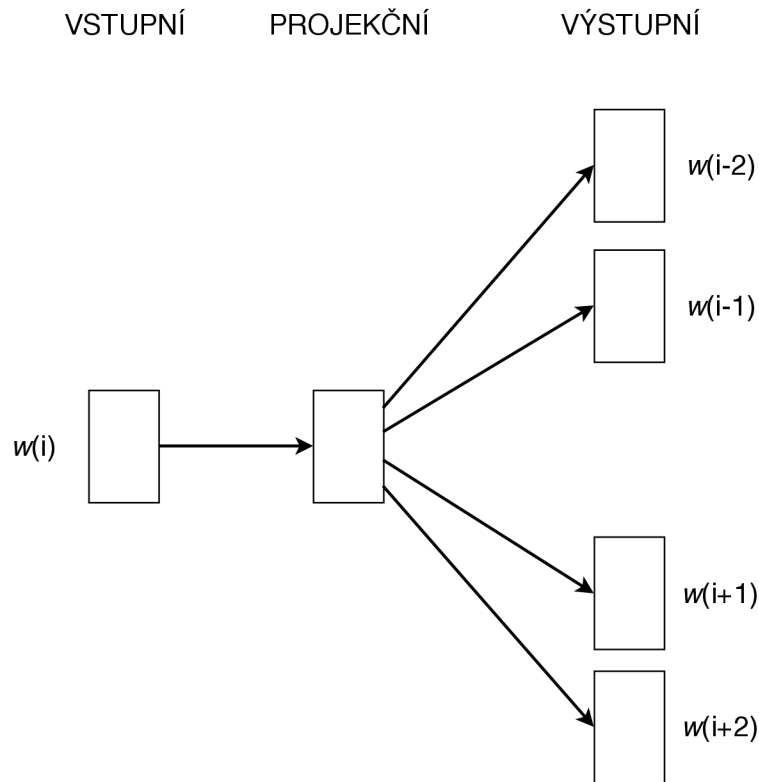 VSTUPNÍ PROJEKČNÍ VÝSTUPNÍ
w(i-2)
w(i-1)
w(i)
w(i+1)
w(i+2)